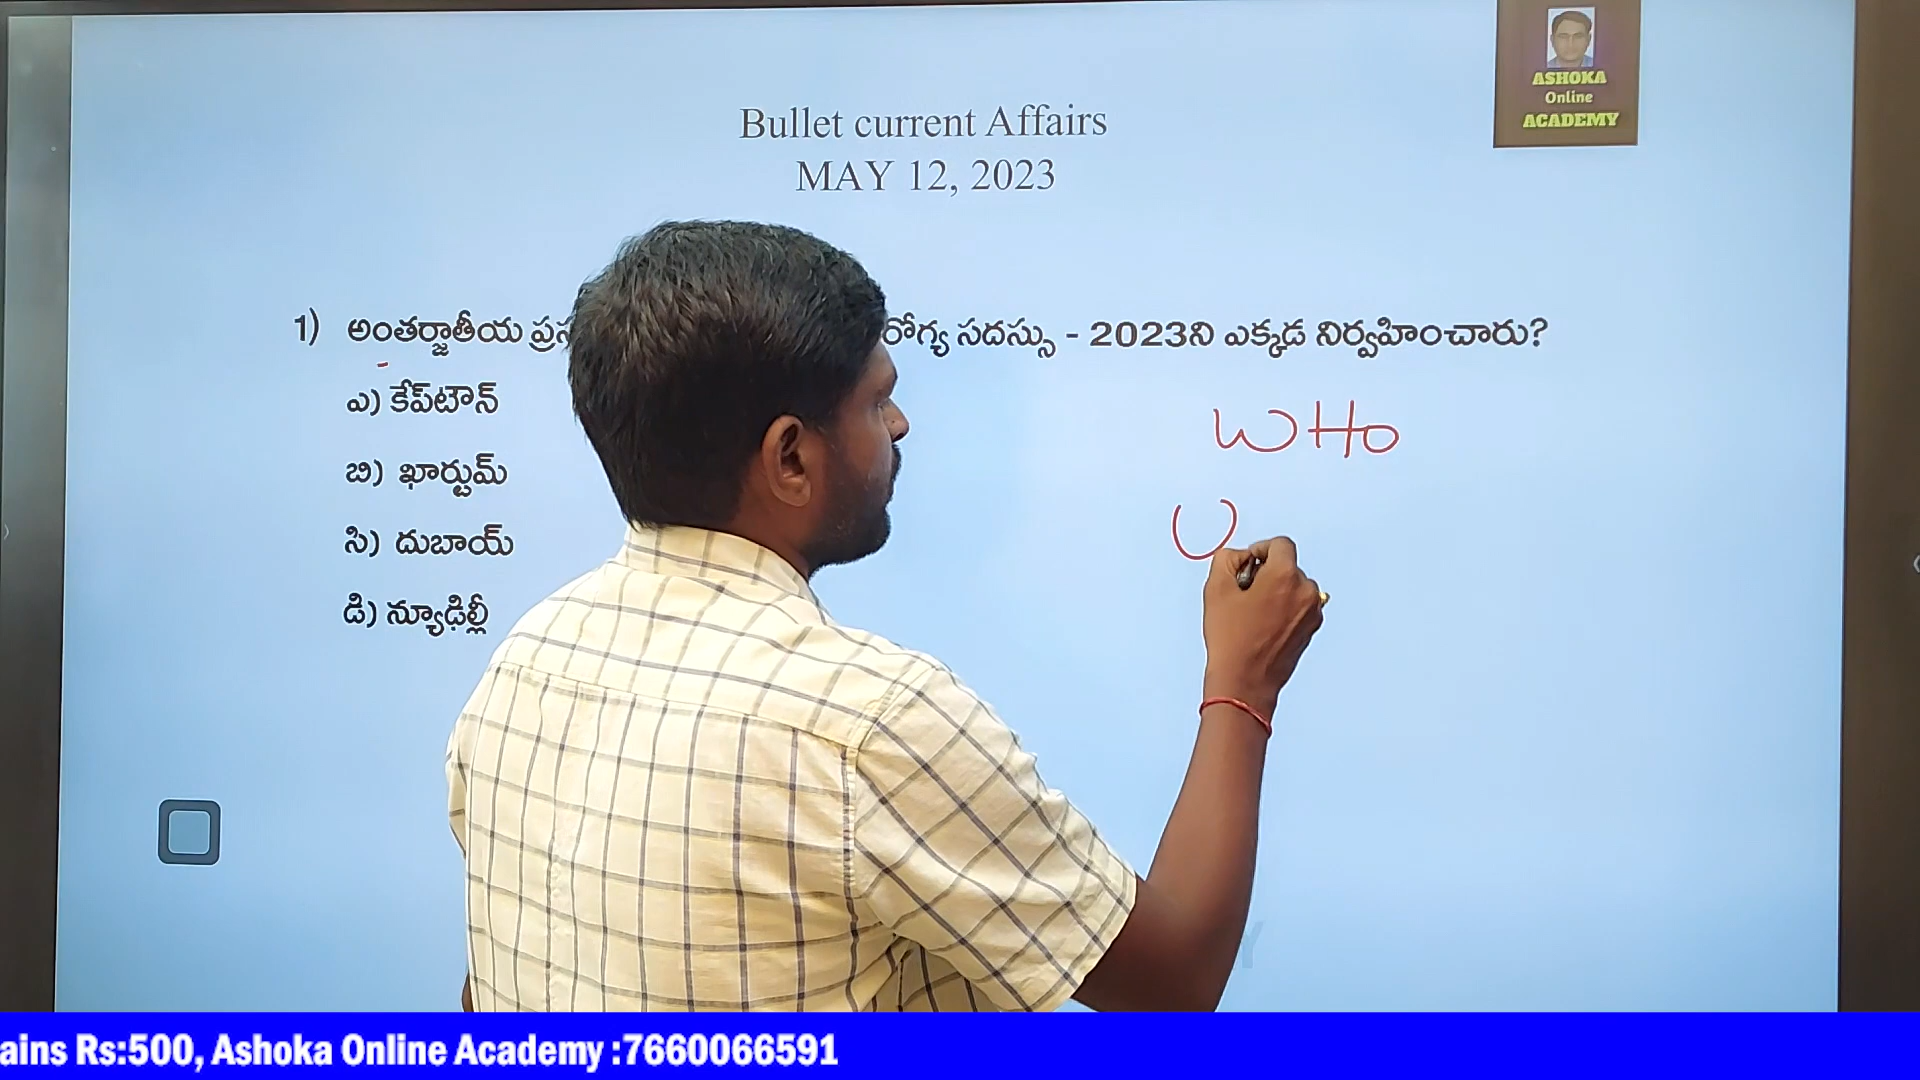 ASHOKA
Online
ACADEMY
Bullet current Affairs
MAY 12, 2023
1) అంతర్జాతీయ రోగ్య సదస్సు - 2023ని ఎక్కడ నిర్వహించారు?
ఎ) కేప్‌టౌన్
బి) ఖార్టుమ్
సి) దుబాయ్
డి) న్యూఢిల్లీ
WHO
U
ains Rs:500, Ashoka Online Academy :7660066591